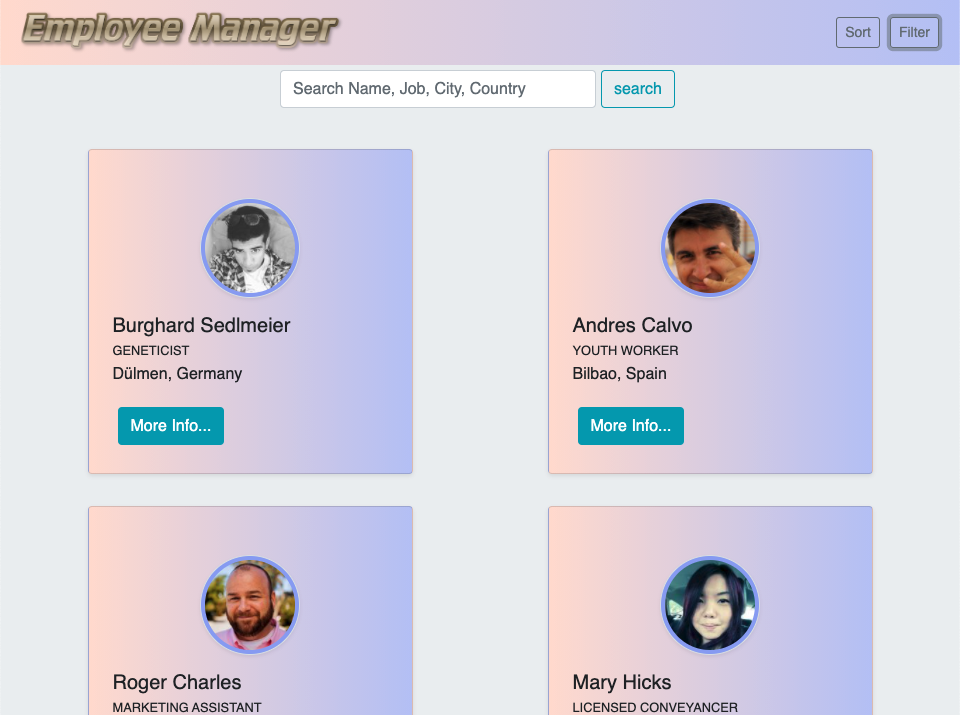 Employee Manager
Sort
Filter
Search Name, Job, City, Country
search
Burghard Sedlmeier
GENETICIST
Dülmen, Germany
More Info...
Andres Calvo
YOUTH WORKER
Bilbao, Spain
More Info...
Roger Charles
MARKETING ASSISTANT
Mary Hicks
LICENSED CONVEYANCER